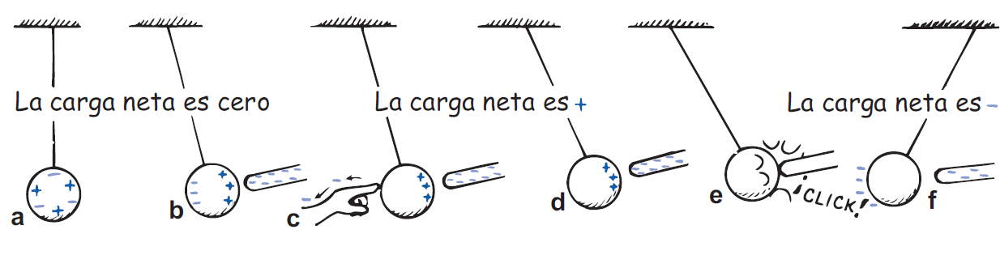 La carga neta es cero
La carga neta es +
La carga neta es -
a
b
c
d
e
¡CLICK!
f